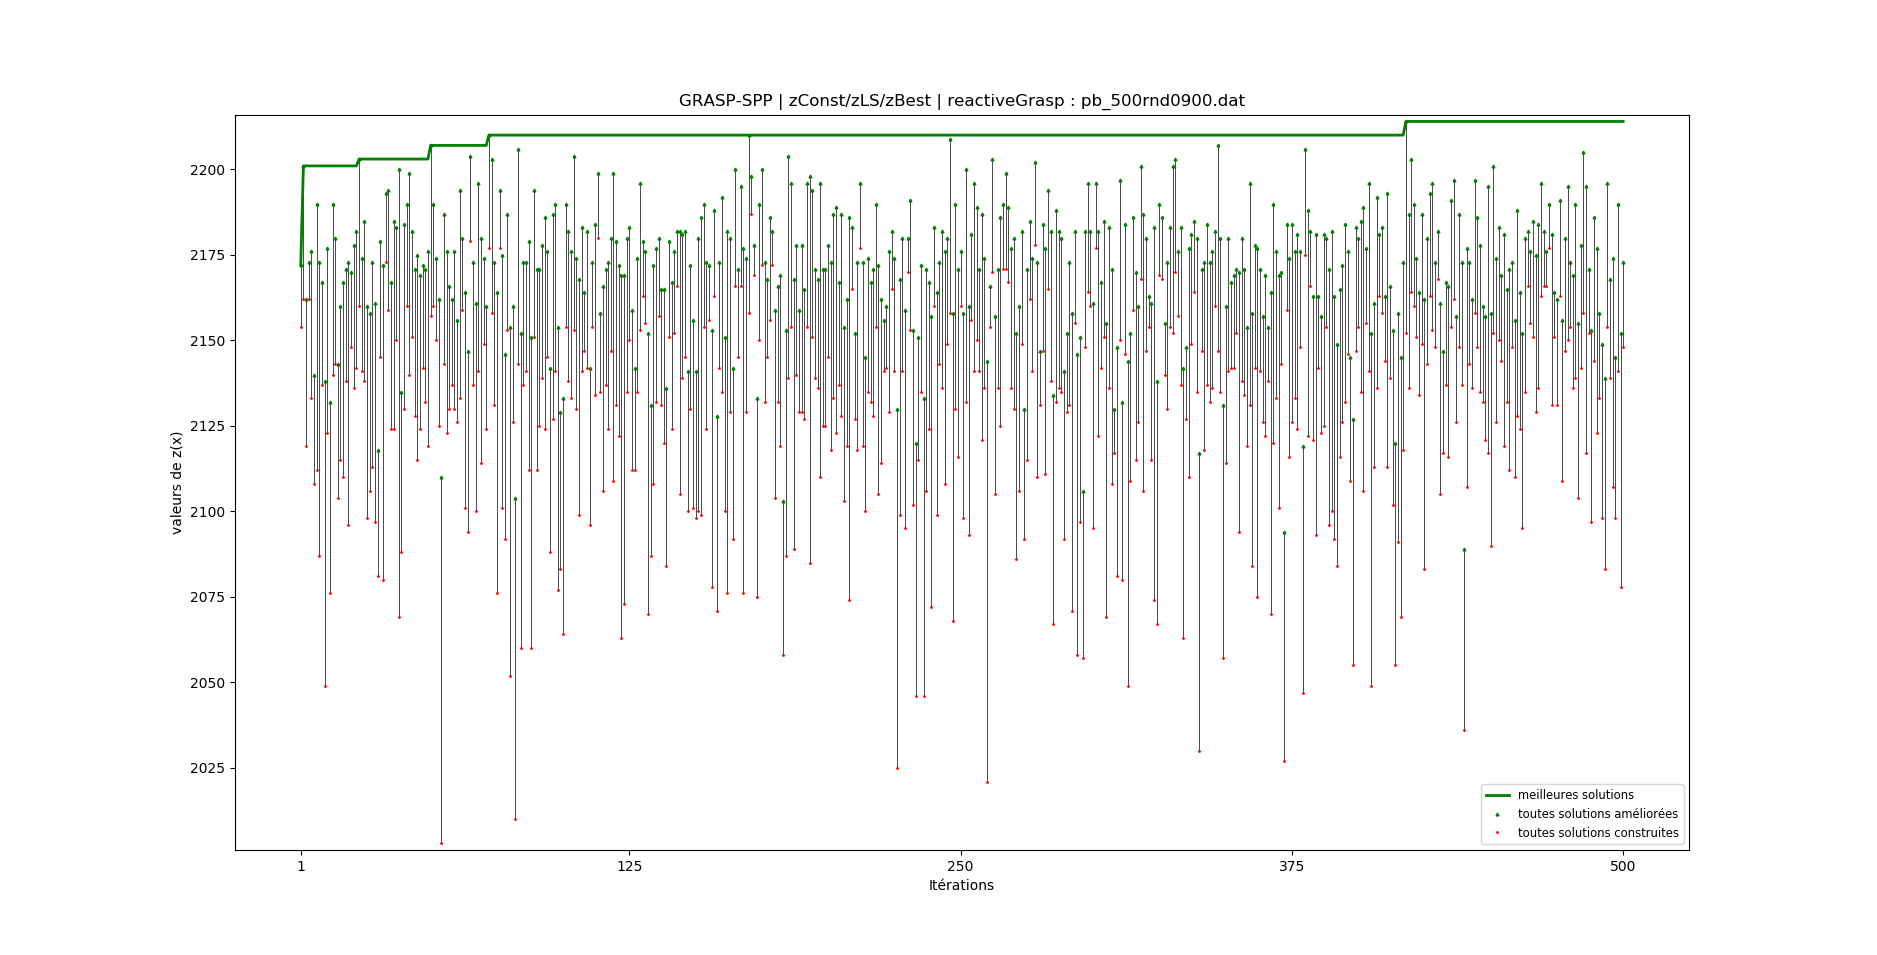 GRASP-SPP | zConst/zLS/zBest | reactiveGrasp : pb_500rnd0900.dat
valeurs de z(x)
2200
2175
2150
2125
2100
2075
2050
2025
meilleures solutions
toutes solutions améliorées
toutes solutions construites
1 125 250 375 500
Itérations